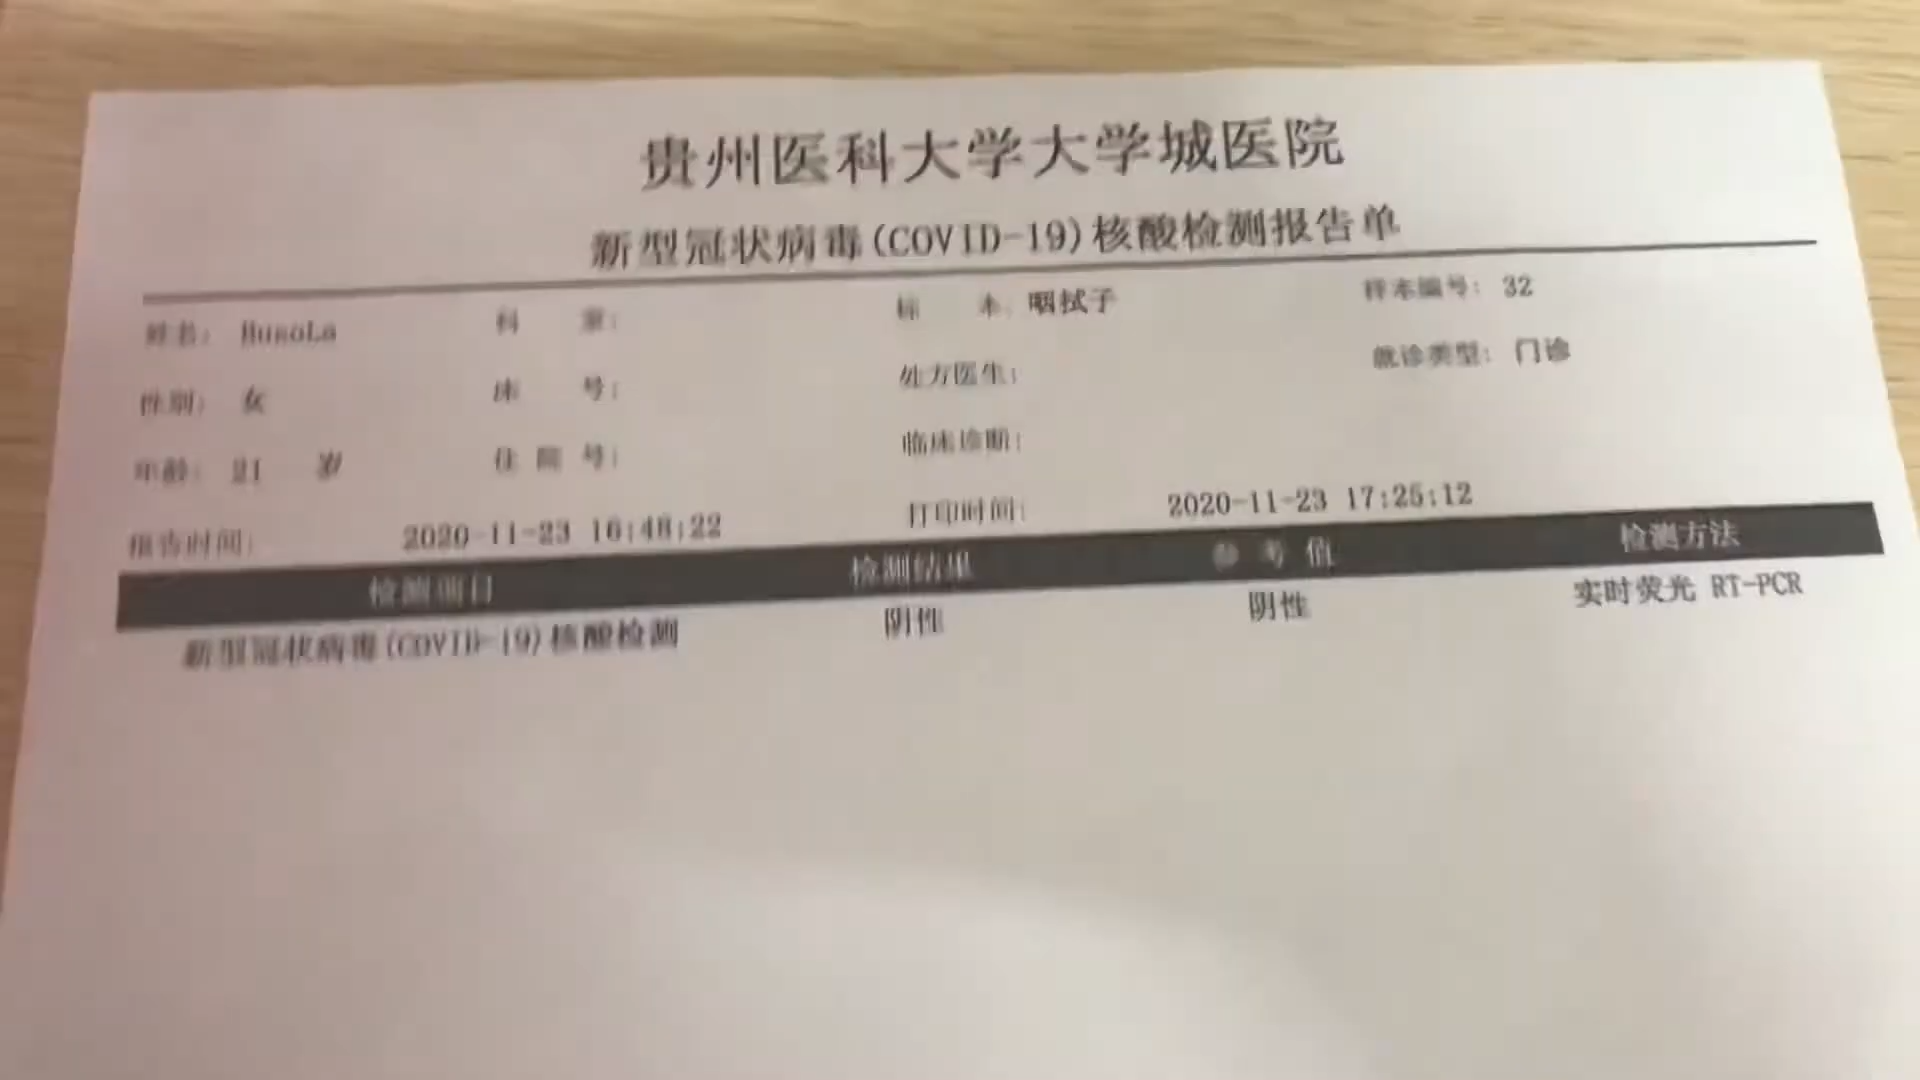 贵州医科大学大学城医院
新型冠状病毒(COVID-19)核酸检测报告单
姓名: 科 室: 标 本: 咽拭子 样本编号: 32
性别: 女 床 号: 处方医生: 就诊类型: 门诊
年龄: 21 岁 住 院 号: 临床诊断:
报告时间: 2020-11-23 16:48:22 打印时间: 2020-11-23 17:25:12
检测项目 检测结果 参 考 值 检测方法
新型冠状病毒(COVID-19)核酸检测 阴性 阴性 实时荧光 RT-PCR